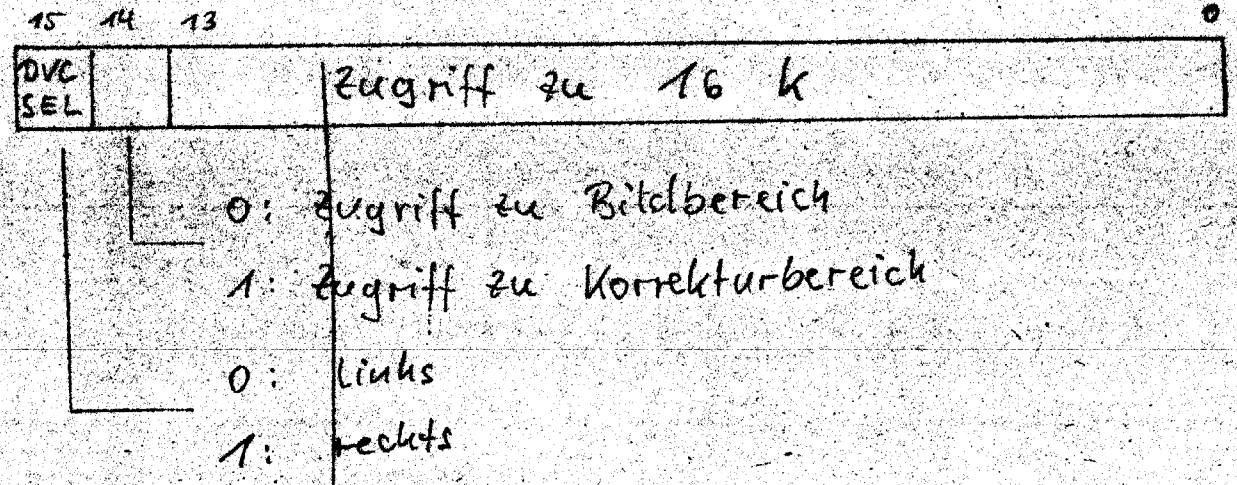 15 14 13 0
DVC
SEL
Zugriff zu 16 k
0: Zugriff zu Bildbereich
1: Zugriff zu Korrekturbereich
0: links
1: rechts